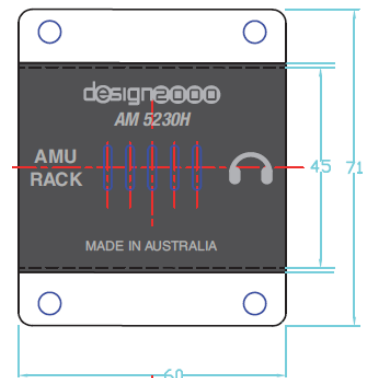 design2000
AM 5230H
AMU
RACK
MADE IN AUSTRALIA
45
71
60